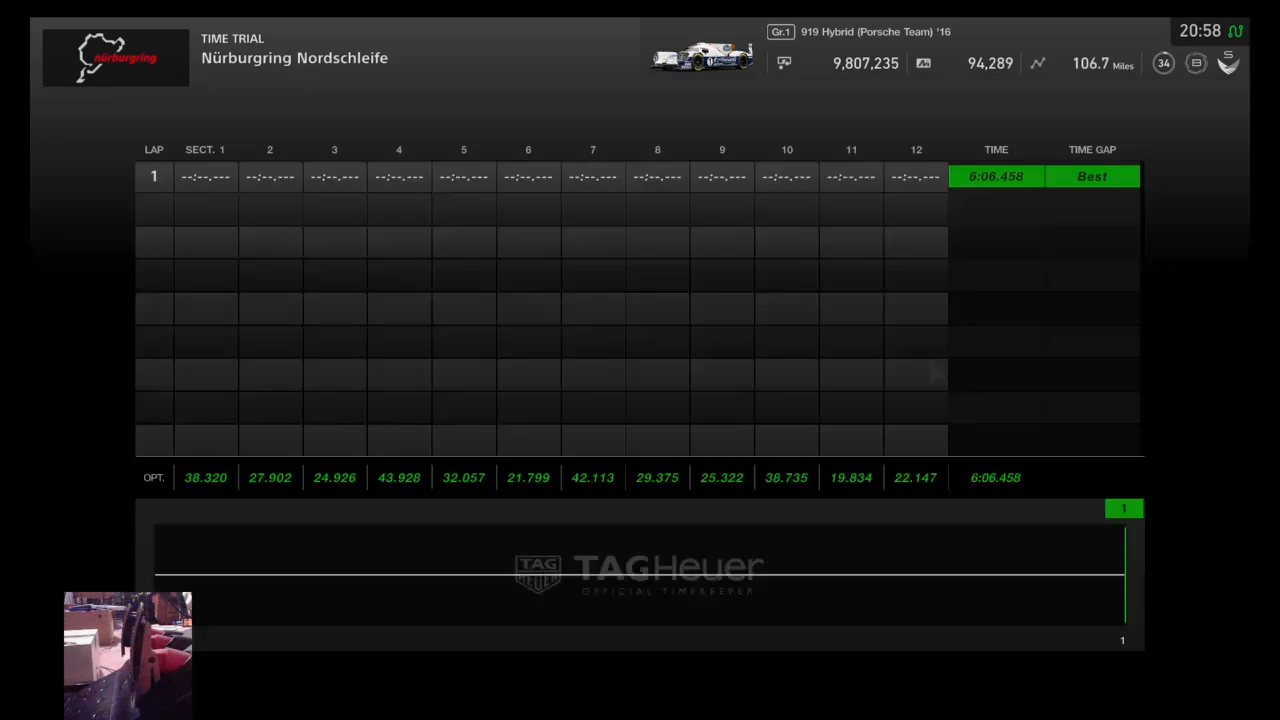 nürburgring
TIME TRIAL
Nürburgring Nordschleife
Gr.1 919 Hybrid (Porsche Team) '16
9,807,235 94,289 106.7 Miles 34 B S
20:58
LAP SECT. 1 2 3 4 5 6 7 8 9 10 11 12 TIME TIME GAP
1 --:--.--- --:--.--- --:--.--- --:--.--- --:--.--- --:--.--- --:--.--- --:--.--- --:--.--- --:--.--- --:--.--- --:--.--- 6:06.458 Best
OPT. 38.320 27.902 24.926 43.928 32.057 21.799 42.113 29.375 25.322 38.735 19.834 22.147 6:06.458
1
TAG HEUER
TAGHeuer
OFFICIAL TIMEKEEPER
1